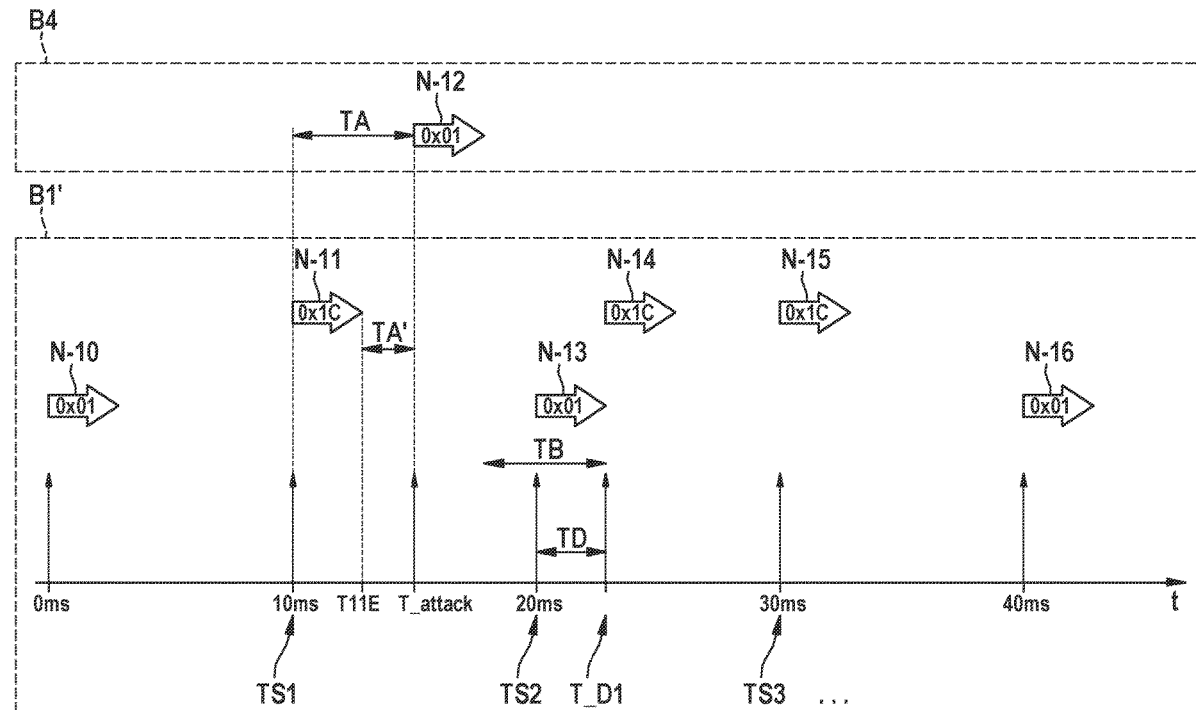 B4
N-12
TA
0x01
B1'
N-11
N-14
N-15
0x1C
0x1C
0x1C
TA'
N-10
N-13
N-16
0x01
0x01
0x01
TB
TD
0ms
10ms
T11E
T_attack
20ms
30ms
40ms
t
TS1
TS2
T_D1
TS3
...